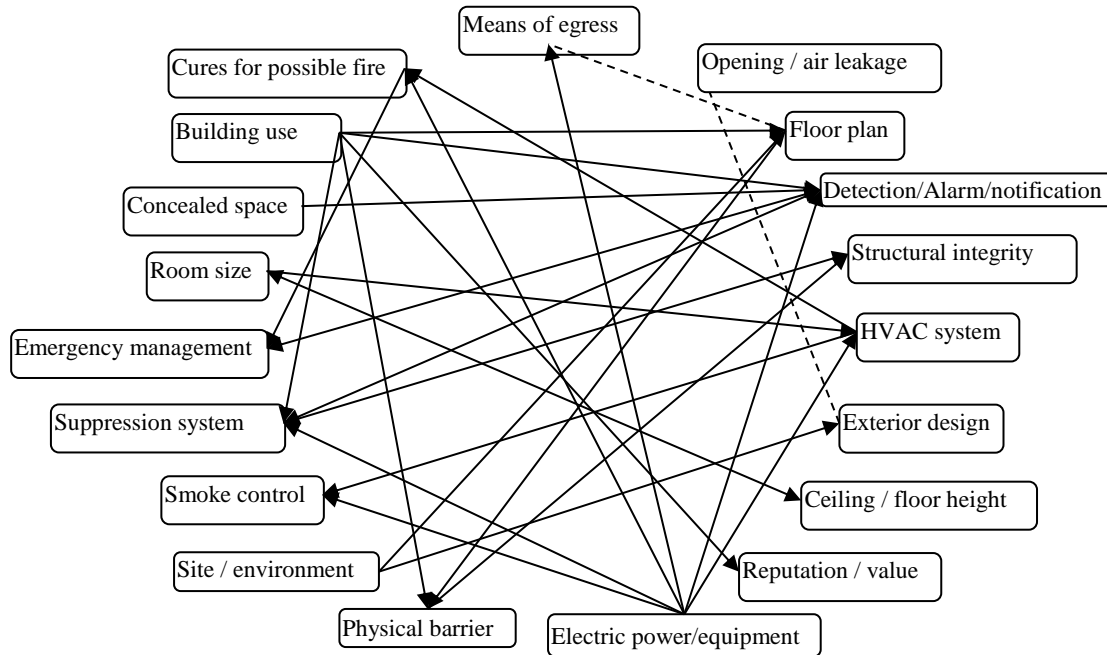 Means of egress
Cures for possible fire
Opening / air leakage
Building use
Floor plan
Concealed space
Detection/Alarm/notification
Room size
Structural integrity
Emergency management
HVAC system
Suppression system
Exterior design
Smoke control
Ceiling / floor height
Site / environment
Reputation / value
Physical barrier
Electric power/equipment